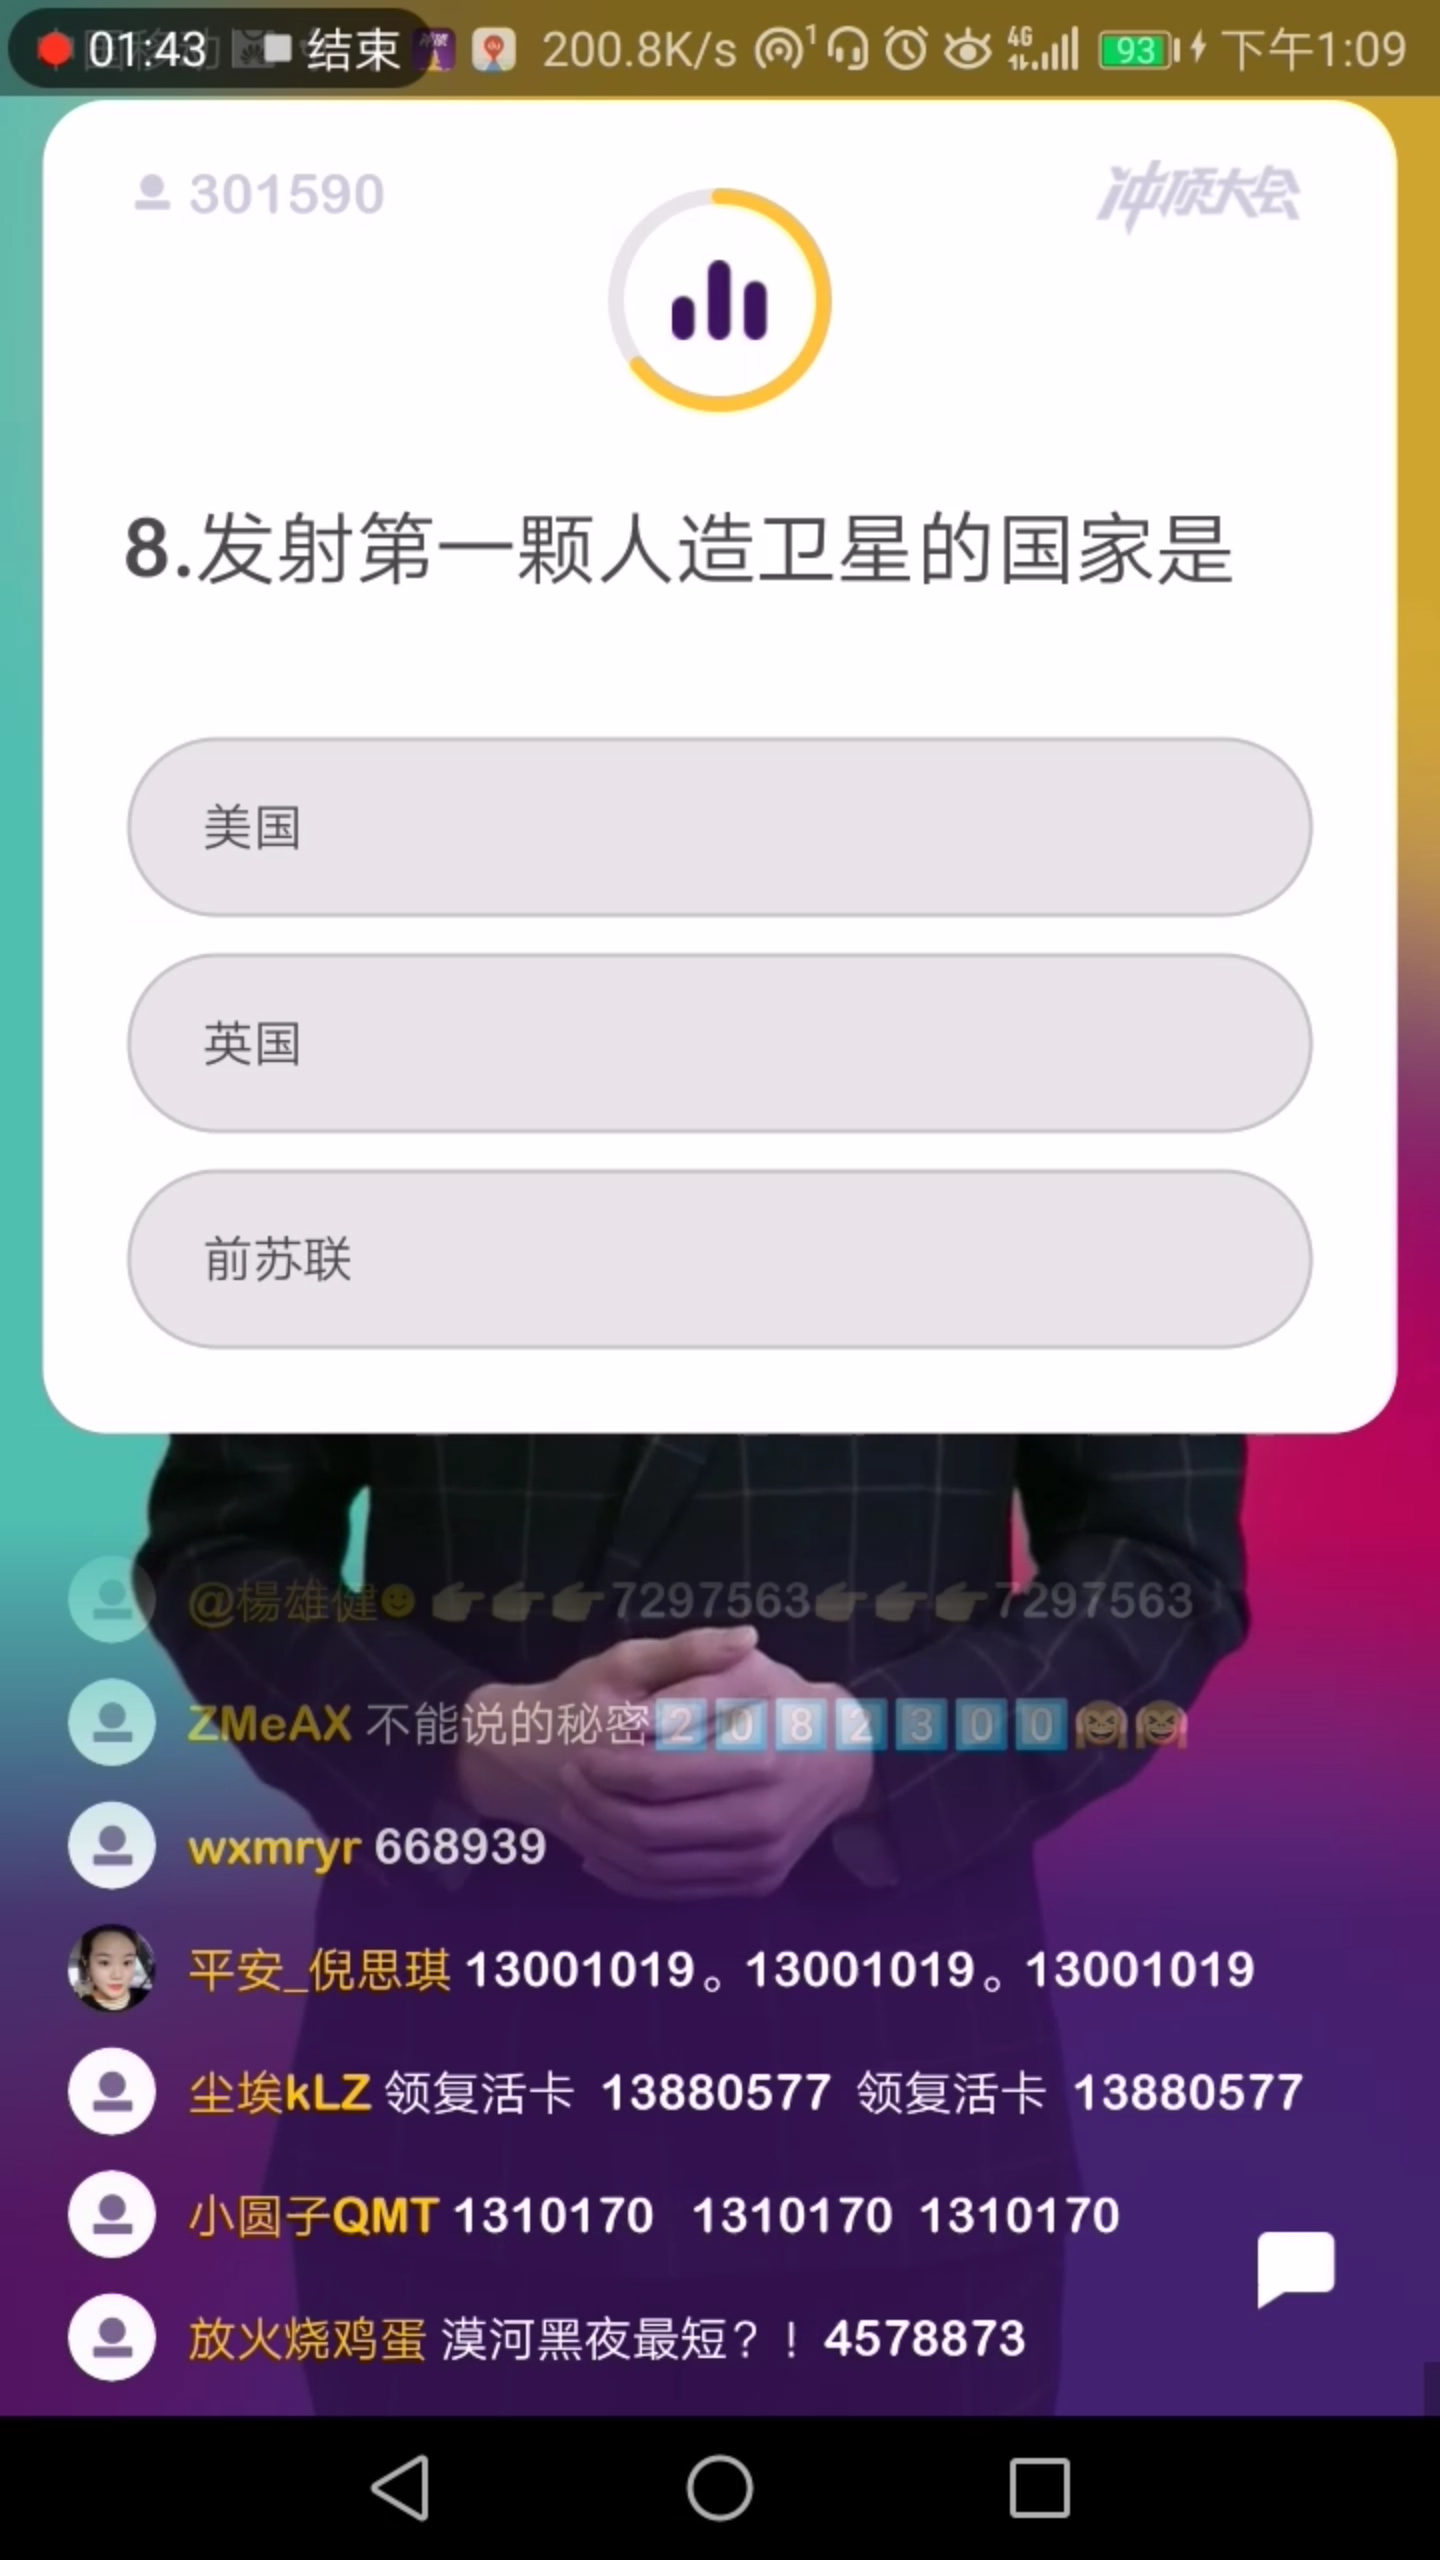 01:43 结束 200.8K/s 1 4G 93 下午1:09
301590 冲顶大会
8.发射第一颗人造卫星的国家是
美国
英国
前苏联
@楊雄健☻ 👉👉👉7297563👉👉👉7297563
ZMeAX 不能说的秘密2️⃣0️⃣8️⃣2️⃣3️⃣0️⃣0️⃣🙈🙈
wxmryr 668939
平安_倪思琪 13001019。13001019。13001019
尘埃kLZ 领复活卡 13880577 领复活卡 13880577
小圆子QMT 1310170 1310170 1310170
放火烧鸡蛋 漠河黑夜最短？！4578873